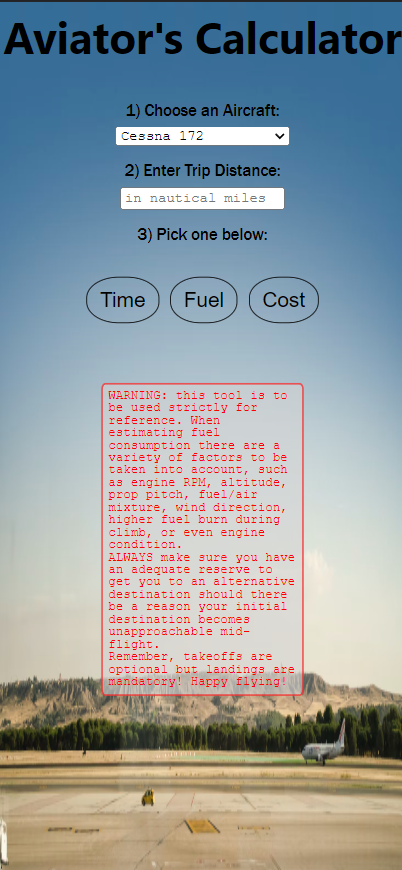 Aviator's Calculator
1) Choose an Aircraft:
Cessna 172
2) Enter Trip Distance:
in nautical miles
3) Pick one below:
Time Fuel Cost
WARNING: this tool is to
be used strictly for
reference. When
estimating fuel
consumption there are a
variety of factors to be
taken into account, such
as engine RPM, altitude,
prop pitch, fuel/air
mixture, wind direction,
higher fuel burn during
climb, or even engine
condition.
ALWAYS make sure you have
an adequate reserve to
get you to an alternative
destination should there
be a reason your initial
destination becomes
unapproachable mid-
flight.
Remember, takeoffs are
optional but landings are
mandatory! Happy flying!